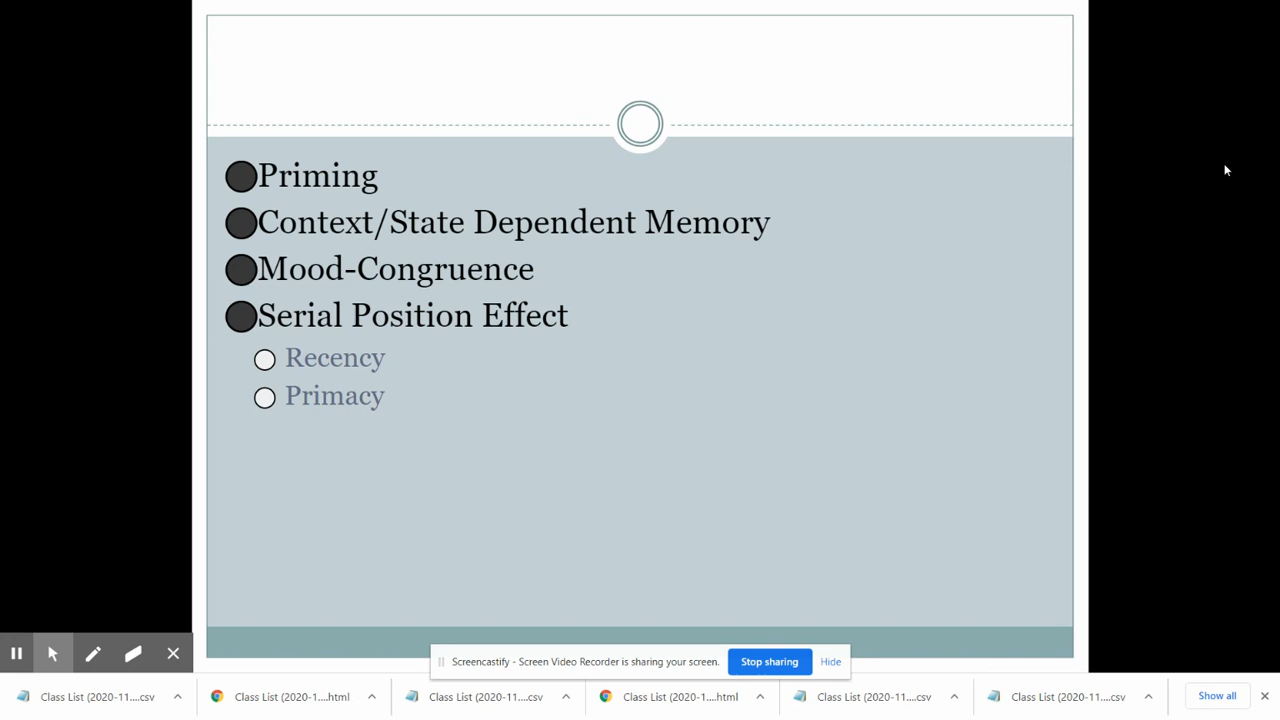 Priming
Context/State Dependent Memory
Mood-Congruence
Serial Position Effect
Recency
Primacy
Screencastify - Screen Video Recorder is sharing your screen. Stop sharing Hide
Class List (2020-11....csv Class List (2020-1....html Class List (2020-11....csv Class List (2020-1....html Class List (2020-11....csv Class List (2020-11....csv Show all